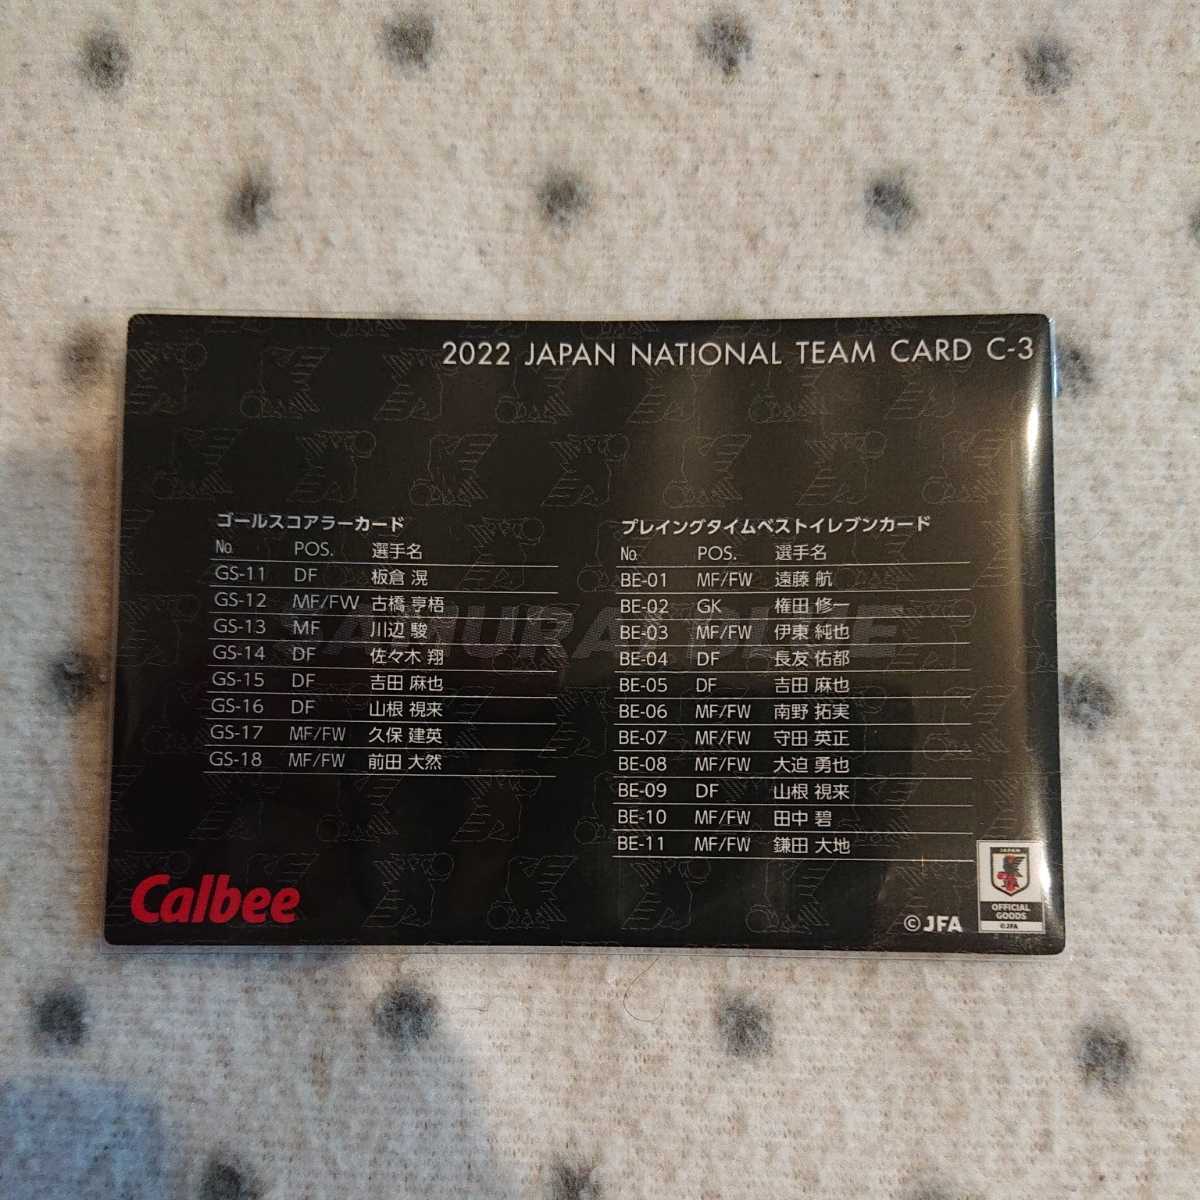 2022 JAPAN NATIONAL TEAM CARD C-3
ゴールスコアラーカード
No. POS. 選手名
GS-11 DF 板倉 滉
GS-12 MF/FW 古橋 亨梧
GS-13 MF 川辺 駿
GS-14 DF 佐々木 翔
GS-15 DF 吉田 麻也
GS-16 DF 山根 視来
GS-17 MF/FW 久保 建英
GS-18 MF/FW 前田 大然
プレイングタイムベストイレブンカード
No. POS. 選手名
BE-01 MF/FW 遠藤 航
BE-02 GK 権田 修一
BE-03 MF/FW 伊東 純也
BE-04 DF 長友 佑都
BE-05 DF 吉田 麻也
BE-06 MF/FW 南野 拓実
BE-07 MF/FW 守田 英正
BE-08 MF/FW 大迫 勇也
BE-09 DF 山根 視来
BE-10 MF/FW 田中 碧
BE-11 MF/FW 鎌田 大地
SAMURAI BLUE
Calbee
©JFA
JAPAN
OFFICIAL
GOODS
©JFA